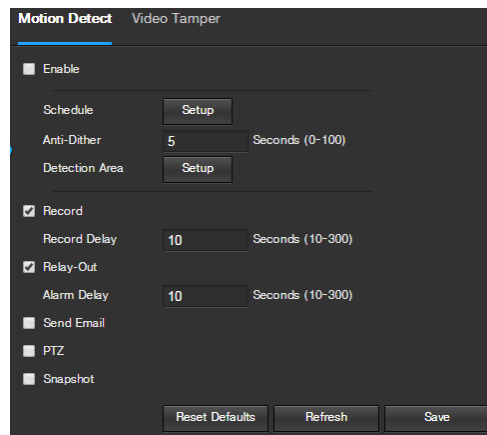 Motion Detect Video Tamper
Enable
Schedule Setup
Anti-Dither 5 Seconds (0-100)
Detection Area Setup
Record
Record Delay 10 Seconds (10-300)
Relay-Out
Alarm Delay 10 Seconds (10-300)
Send Email
PTZ
Snapshot
Reset Defaults Refresh Save